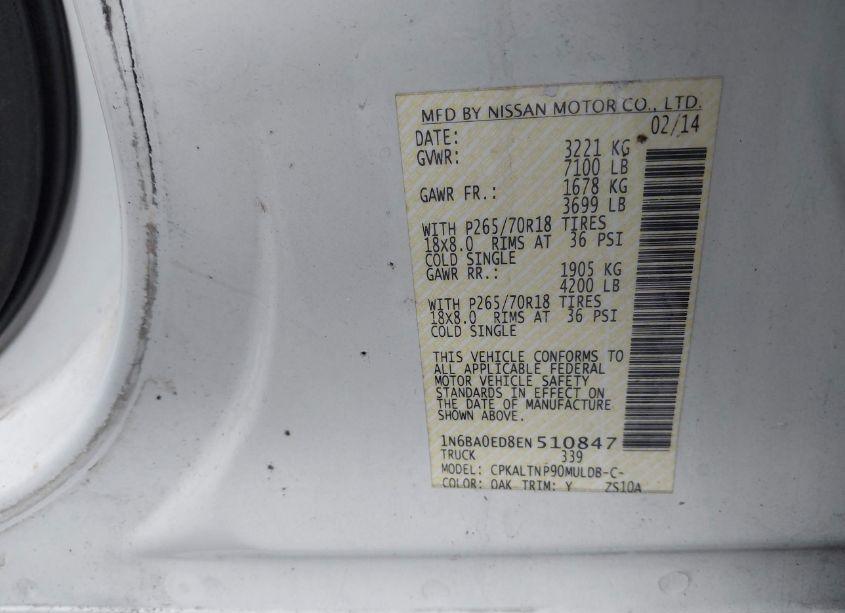 MFD BY NISSAN MOTOR CO., LTD.
DATE: 02/14
GVWR: 3221 KG
7100 LB
GAWR FR.: 1678 KG
3699 LB
WITH P265/70R18 TIRES
18x8.0 RIMS AT 36 PSI
COLD SINGLE
GAWR RR.: 1905 KG
4200 LB
WITH P265/70R18 TIRES
18x8.0 RIMS AT 36 PSI
COLD SINGLE
THIS VEHICLE CONFORMS TO
ALL APPLICABLE FEDERAL
MOTOR VEHICLE SAFETY
STANDARDS IN EFFECT ON
THE DATE OF MANUFACTURE
SHOWN ABOVE.
1N6BA0ED8EN510847
TRUCK 339
MODEL: CPKALTNP90MULDB-C-
COLOR: QAK TRIM: Y ZS10A